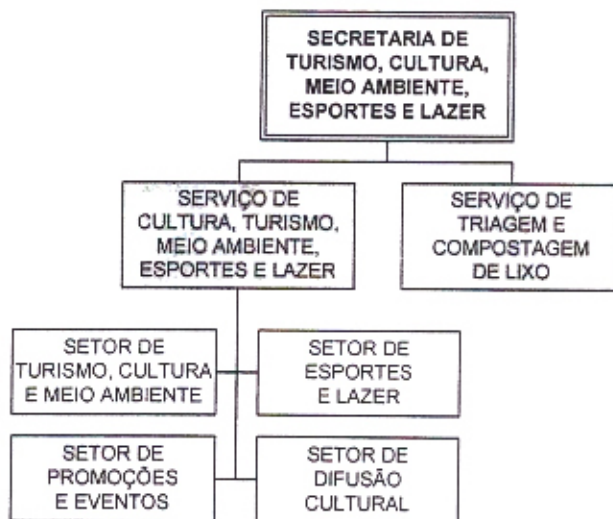 SECRETARIA DE
TURISMO, CULTURA,
MEIO AMBIENTE,
ESPORTES E LAZER
SERVIÇO DE
CULTURA, TURISMO,
MEIO AMBIENTE,
ESPORTES E LAZER
SERVIÇO DE
TRIAGEM E
COMPOSTAGEM
DE LIXO
SETOR DE
TURISMO, CULTURA
E MEIO AMBIENTE
SETOR DE
ESPORTES
E LAZER
SETOR DE
PROMOÇÕES
E EVENTOS
SETOR DE
DIFUSÃO
CULTURAL